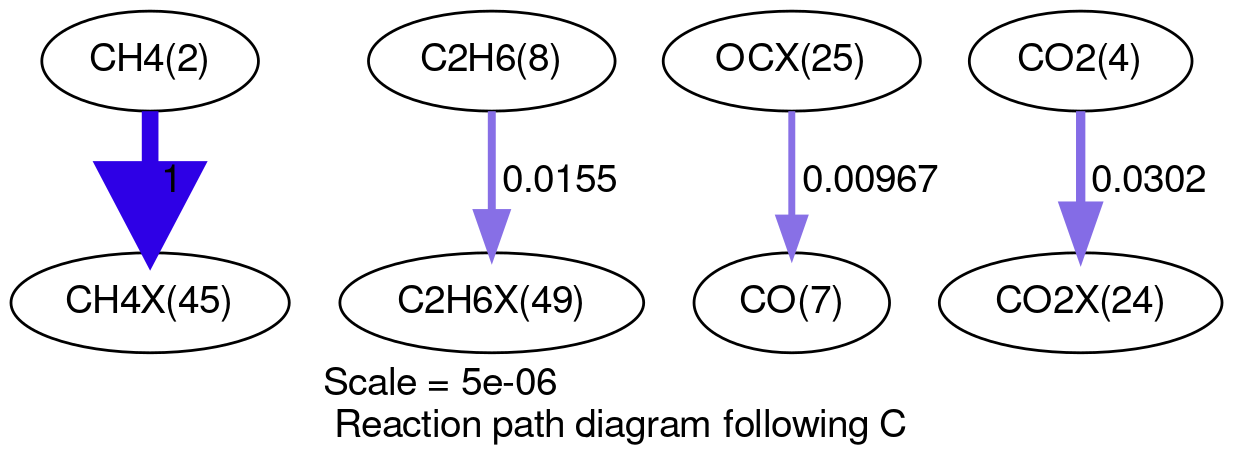 CH4(2)
C2H6(8)
OCX(25)
CO2(4)
1
0.0155
0.00967
0.0302
CH4X(45)
C2H6X(49)
CO(7)
CO2X(24)
Scale = 5e-06
Reaction path diagram following C